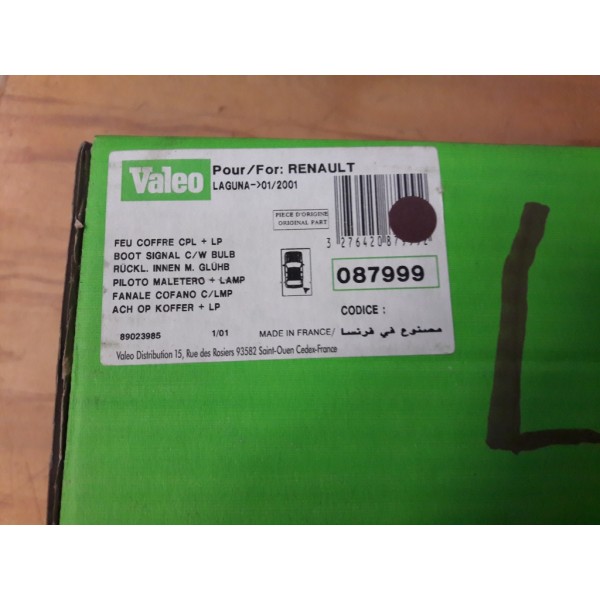 Valeo
Pour/For: RENAULT
LAGUNA->01/2001
PIECE D'ORIGINE
ORIGINAL PART
FEU COFFRE CPL + LP
BOOT SIGNAL C/W BULB
RÜCKL. INNEN M. GLÜHB
PILOTO MALETERO + LAMP
FANALE COFANO C/LMP
ACH OP KOFFER + LP
087999
CODICE :
89023985 1/01 MADE IN FRANCE/ مصنوع في فرنسا
Valeo Distribution 15, Rue des Rosiers 93582 Saint-Ouen Cedex-France
L